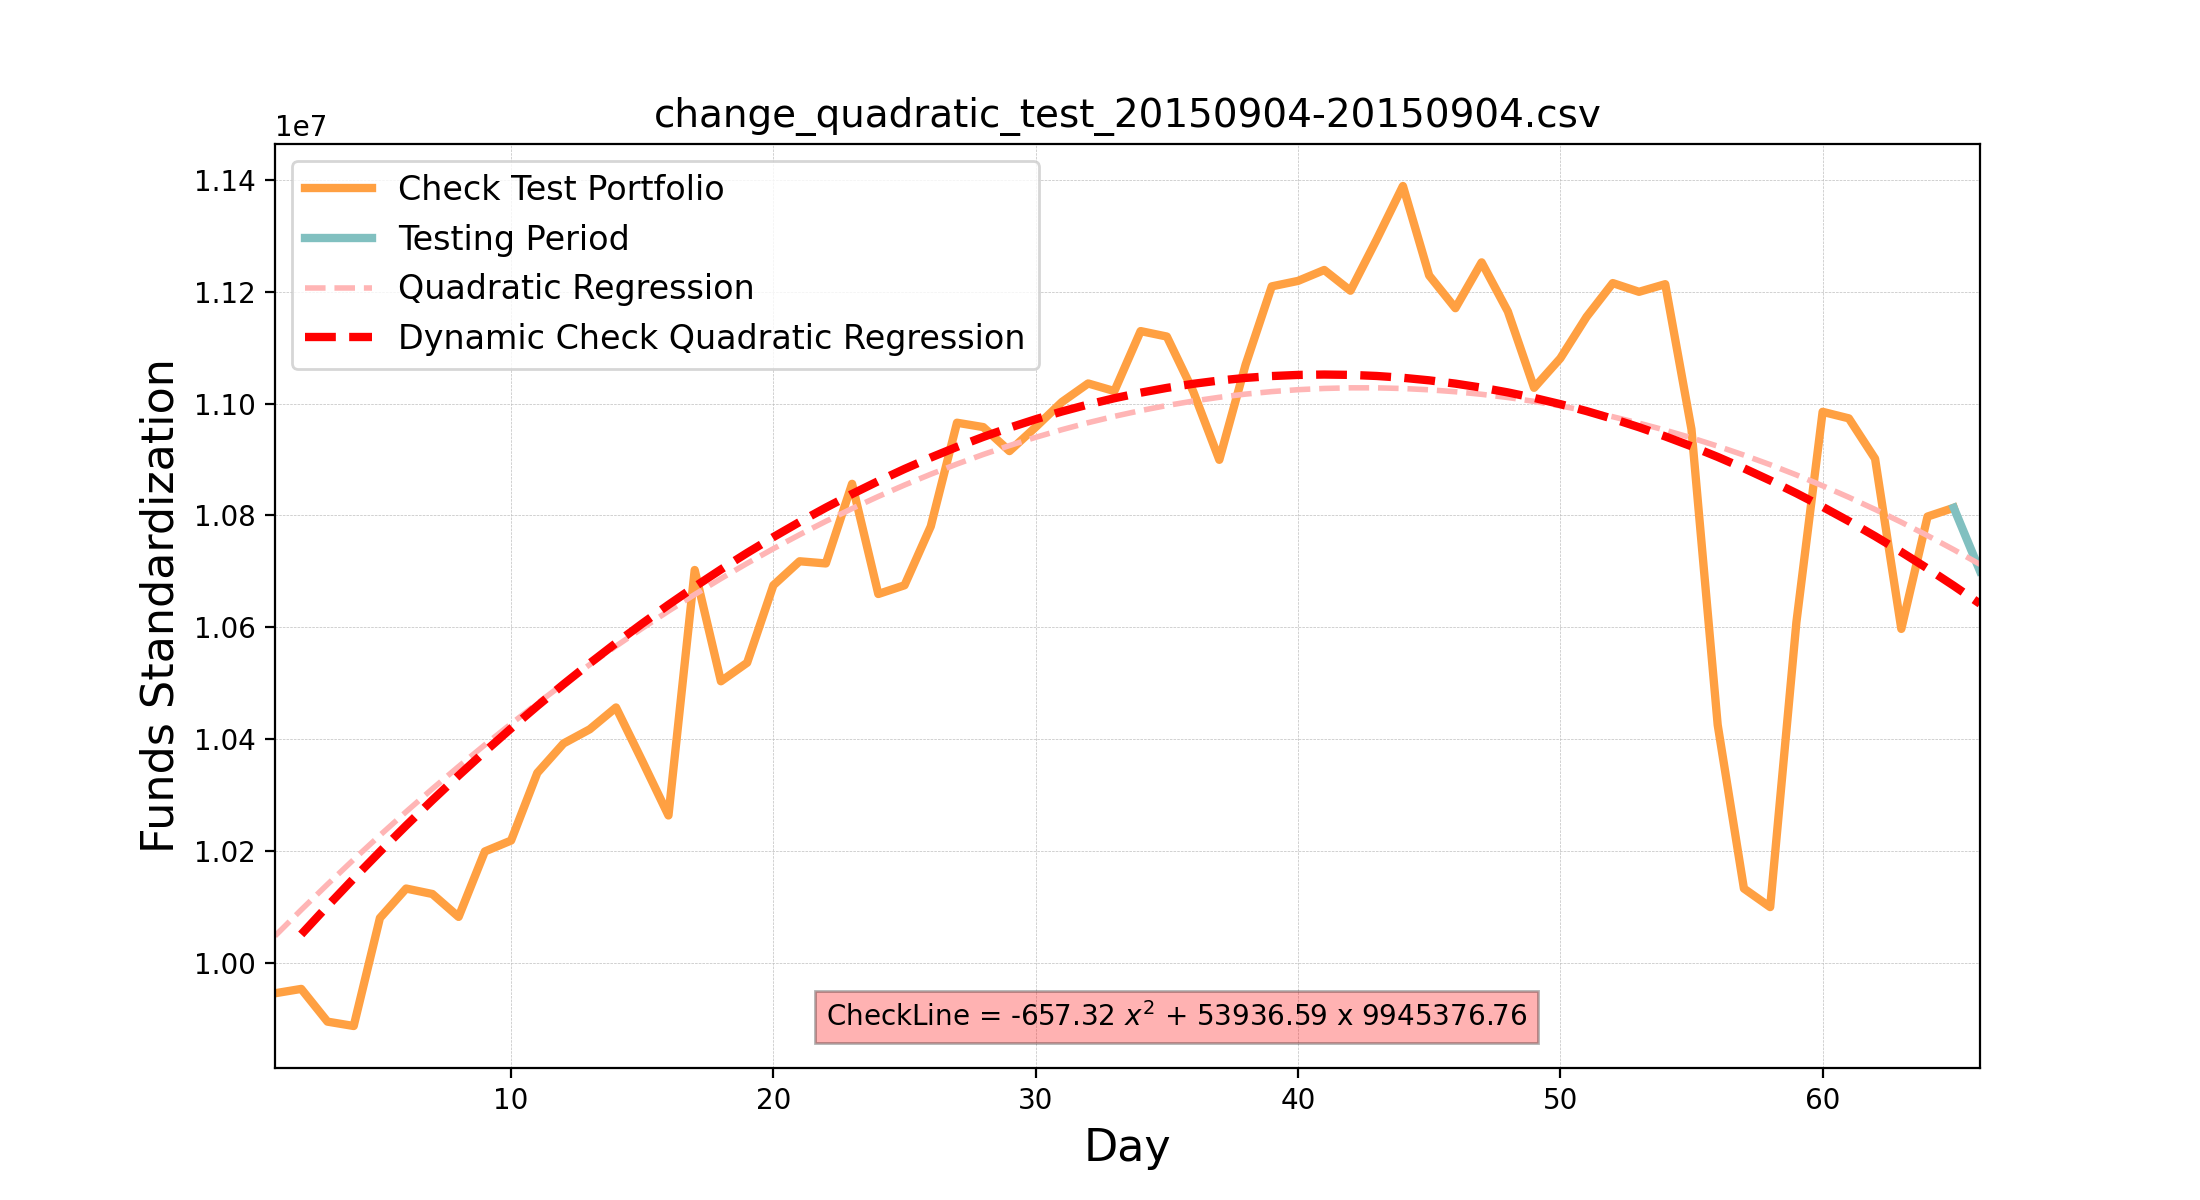 change_quadratic_test_20150904-20150904.csv
1e7
Check Test Portfolio
Testing Period
Quadratic Regression
Dynamic Check Quadratic Regression
1.14
1.12
1.10
1.08
1.06
1.04
1.02
1.00
Funds Standardization
CheckLine = -657.32 x² + 53936.59 x 9945376.76
10 20 30 40 50 60
Day